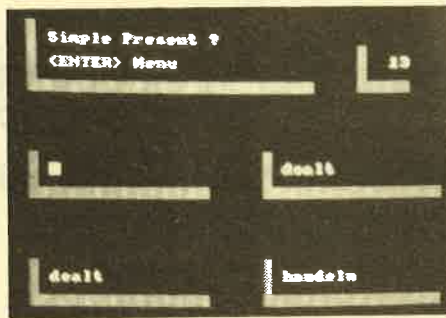 Simple Present ?
<ENTER> Menu
13
dealt
dealt
handeln